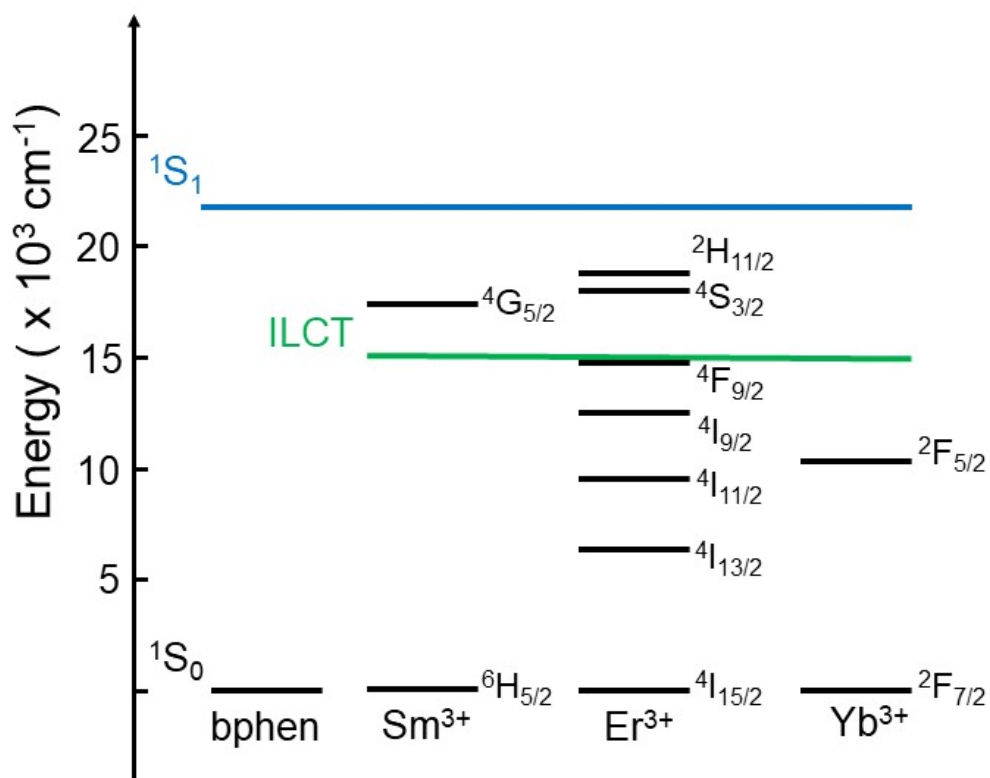 Energy ( x 10³ cm⁻¹)
25
20
15
10
5
¹S₁
ILCT
¹S₀
²H₁₁/₂
⁴S₃/₂
⁴G₅/₂
⁴F₉/₂
⁴I₉/₂
²F₅/₂
⁴I₁₁/₂
⁴I₁₃/₂
⁶H₅/₂
⁴I₁₅/₂
²F₇/₂
bphen
Sm³⁺
Er³⁺
Yb³⁺